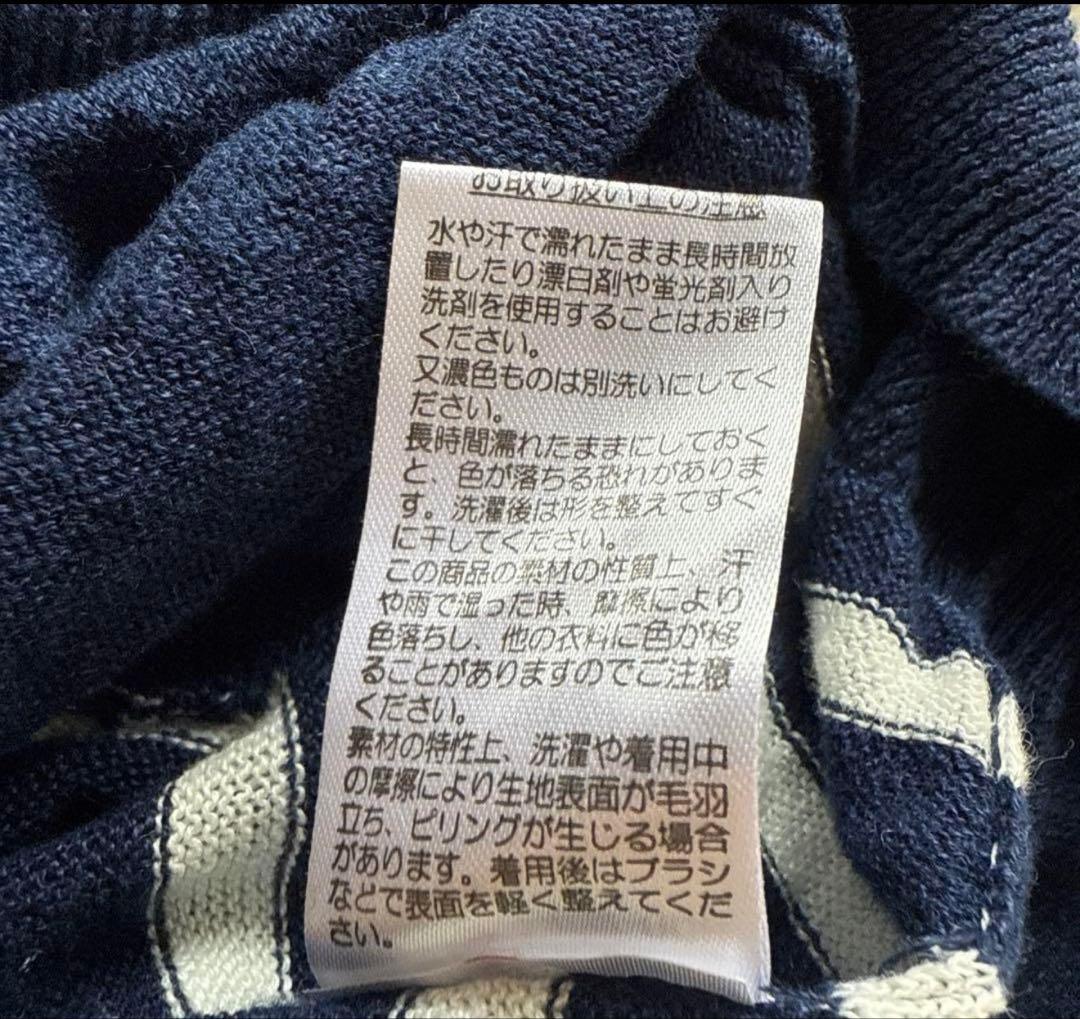 お取り扱い上の注意
水や汗で濡れたまま長時間放
置したり漂白剤や蛍光剤入り
洗剤を使用することはお避け
ください。
又濃色ものは別洗いにしてく
ださい。
長時間濡れたままにしておく
と、色が落ちる恐れがありま
す。洗濯後は形を整えてすぐ
に干してください。
この商品の素材の性質上、汗
や雨で湿った時、摩擦により
色落ちし、他の衣料に色が移
ることがありますのでご注意
ください。
素材の特性上、洗濯や着用中
の摩擦により生地表面が毛羽
立ち、ピリングが生じる場合
があります。着用後はブラシ
などで表面を軽く整えてくだ
さい。